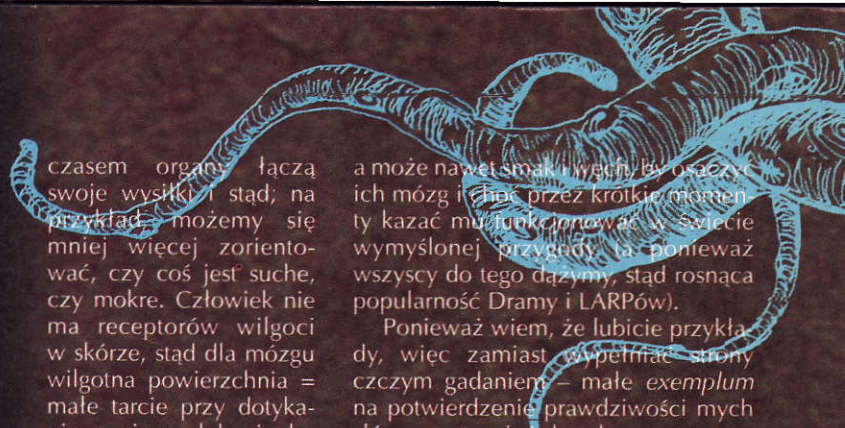 czasem organy łączą
swoje wysiłki i stąd; na
przykład, możemy się
mniej więcej zoriento-
wać, czy coś jest suche,
czy mokre. Człowiek nie
ma receptorów wilgoci
w skórze, stąd dla mózgu
wilgotna powierzchnia =
małe tarcie przy dotyka-
a może nawet smak i węch, by osaczyć
ich mózg i choć przez krótkie momen-
ty kazać mu funkcjonować w świecie
wymyślonej przygody (a ponieważ
wszyscy do tego dążymy, stąd rosnąca
popularność Dramy i LARPów).
Ponieważ wiem, że lubicie przykła-
dy, więc zamiast wypełniać strony
czczym gadaniem – małe exemplum
na potwierdzenie prawdziwości mych